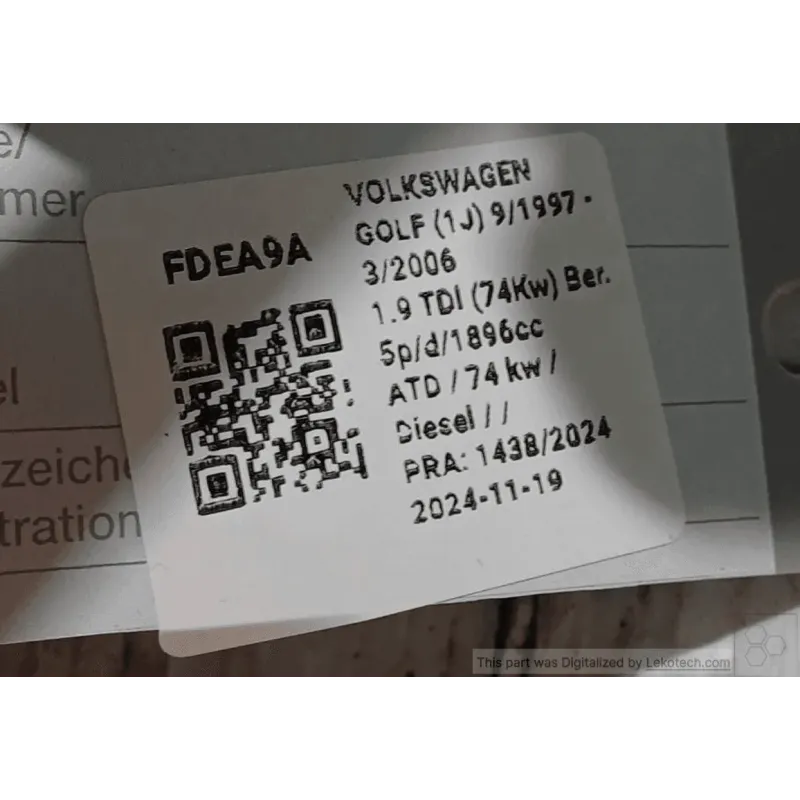 e/
mer
FDEA9A
VOLKSWAGEN
GOLF (1J) 9/1997 -
3/2006
1.9 TDI (74Kw) Ber.
5p/d/1896cc
ATD / 74 kw /
Diesel / /
PRA: 1438/2024
2024-11-19
el
zeiche
tration
This part was Digitalized by Lekotech.com